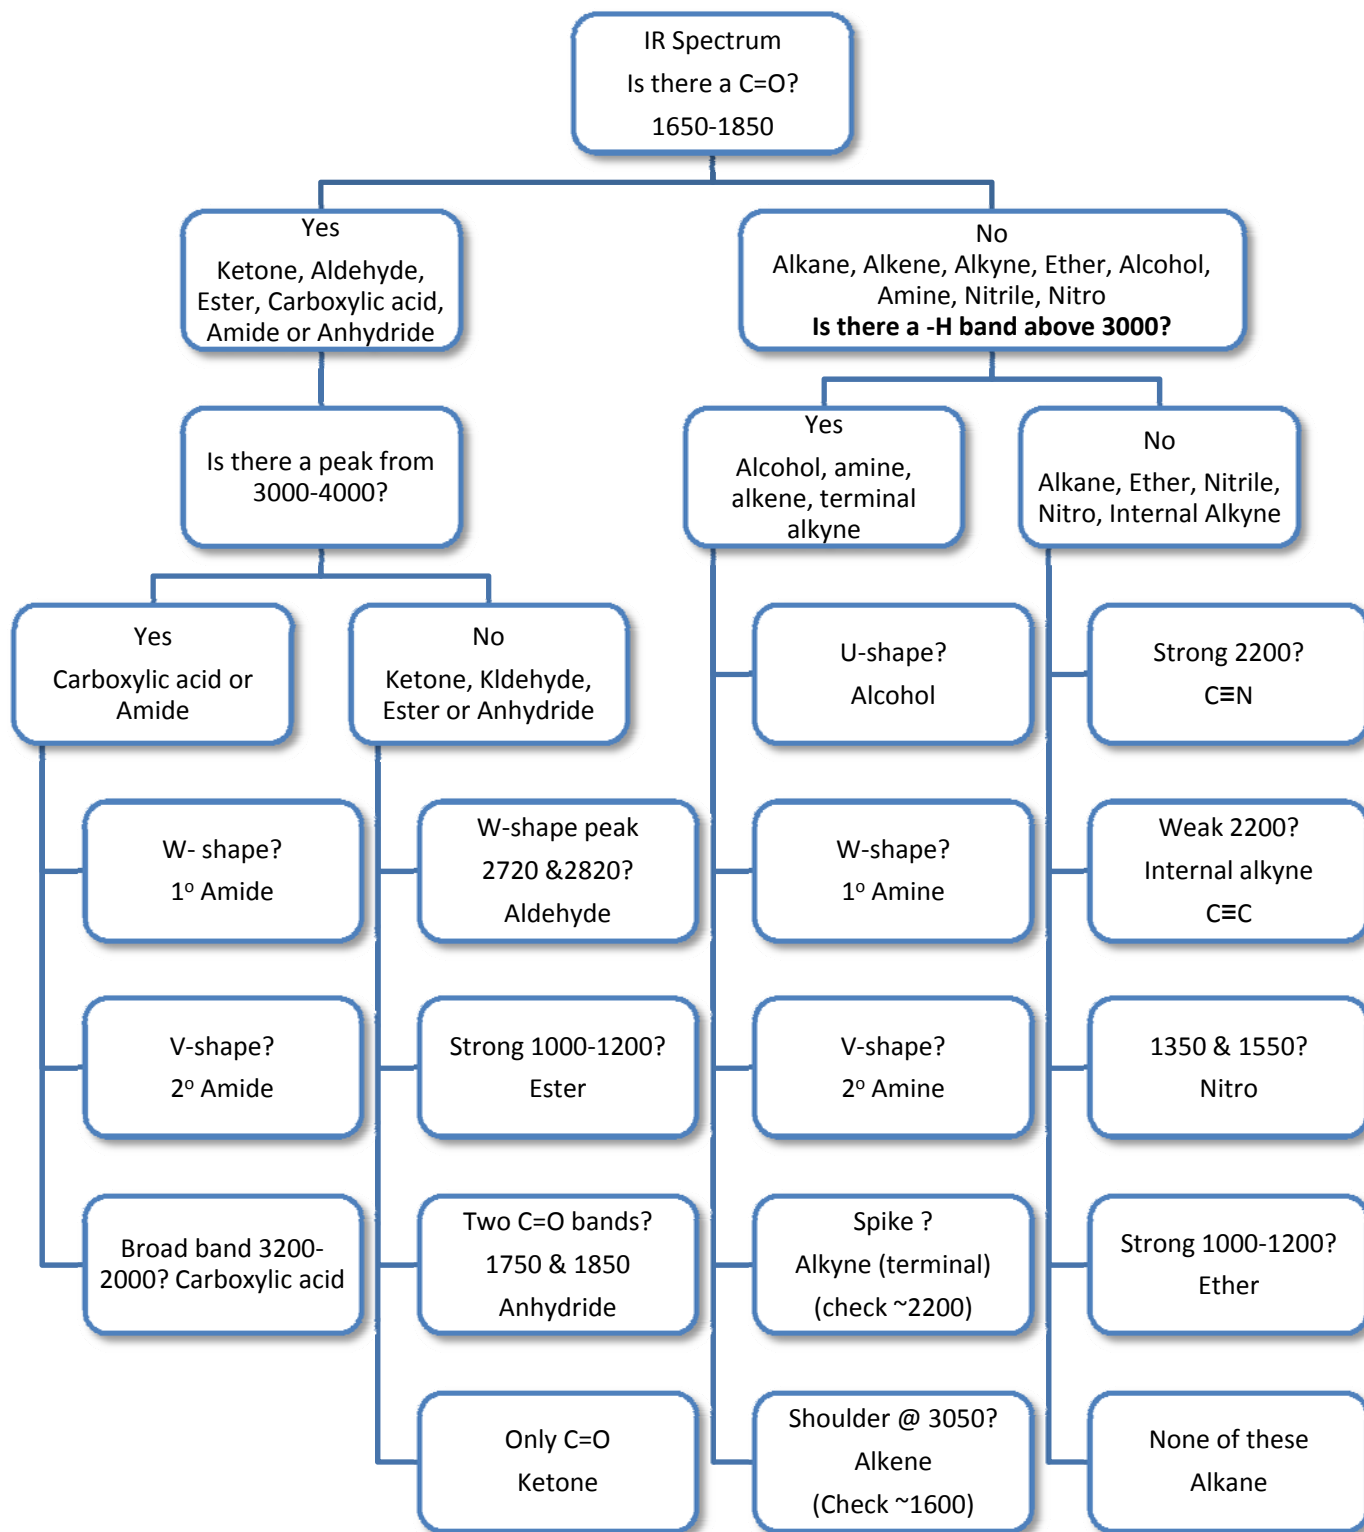 IR Spectrum
Is there a C=O?
1650-1850
Yes
Ketone, Aldehyde,
Ester, Carboxylic acid,
Amide or Anhydride
No
Alkane, Alkene, Alkyne, Ether, Alcohol,
Amine, Nitrile, Nitro
Is there a -H band above 3000?
Is there a peak from
3000-4000?
Yes
Alcohol, amine,
alkene, terminal
alkyne
No
Alkane, Ether, Nitrile,
Nitro, Internal Alkyne
Yes
Carboxylic acid or
Amide
No
Ketone, Kldehyde,
Ester or Anhydride
U-shape?
Alcohol
Strong 2200?
C≡N
W- shape?
1º Amide
W-shape peak
2720 &2820?
Aldehyde
W-shape?
1º Amine
Weak 2200?
Internal alkyne
C≡C
V-shape?
2º Amide
Strong 1000-1200?
Ester
V-shape?
2º Amine
1350 & 1550?
Nitro
Broad band 3200-
2000? Carboxylic acid
Two C=O bands?
1750 & 1850
Anhydride
Spike ?
Alkyne (terminal)
(check ~2200)
Strong 1000-1200?
Ether
Only C=O
Ketone
Shoulder @ 3050?
Alkene
(Check ~1600)
None of these
Alkane